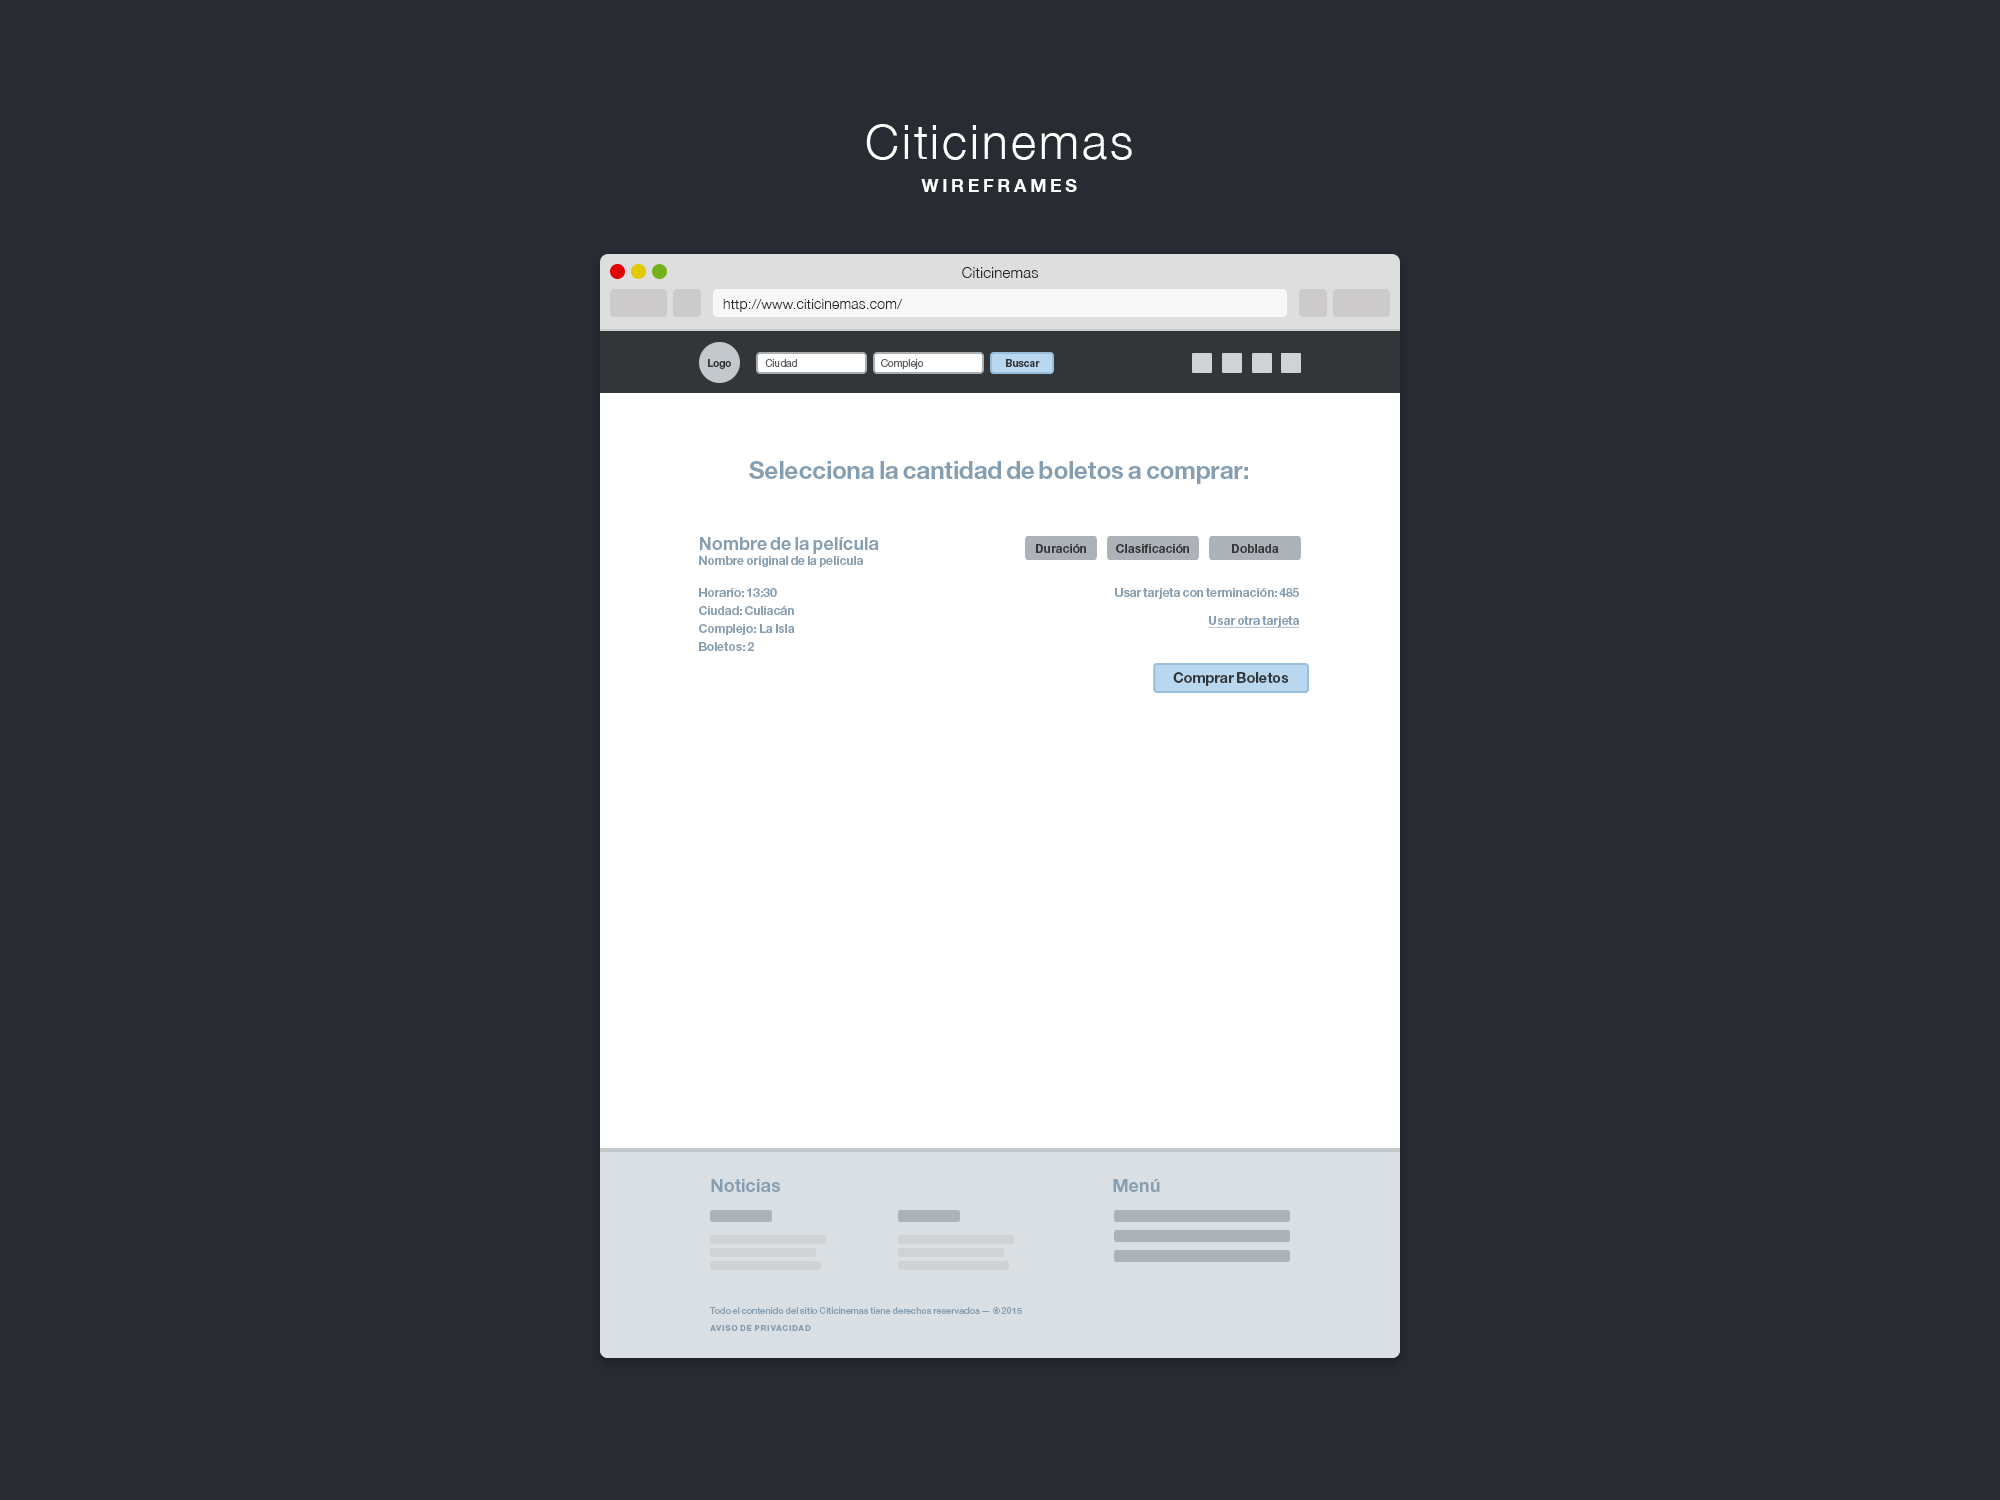 Citicinemas
WIREFRAMES
Citicinemas
http://www.citicinemas.com/
Logo
Ciudad
Complejo
Buscar
Selecciona la cantidad de boletos a comprar:
Nombre de la película
Nombre original de la película
Duración
Clasificación
Doblada
Horario: 13:30
Ciudad: Culiacán
Complejo: La Isla
Boletos: 2
Usar tarjeta con terminación: 485
Usar otra tarjeta
Comprar Boletos
Noticias
Menú
Todo el contenido del sitio Citicinemas tiene derechos reservados — ® 2015
AVISO DE PRIVACIDAD